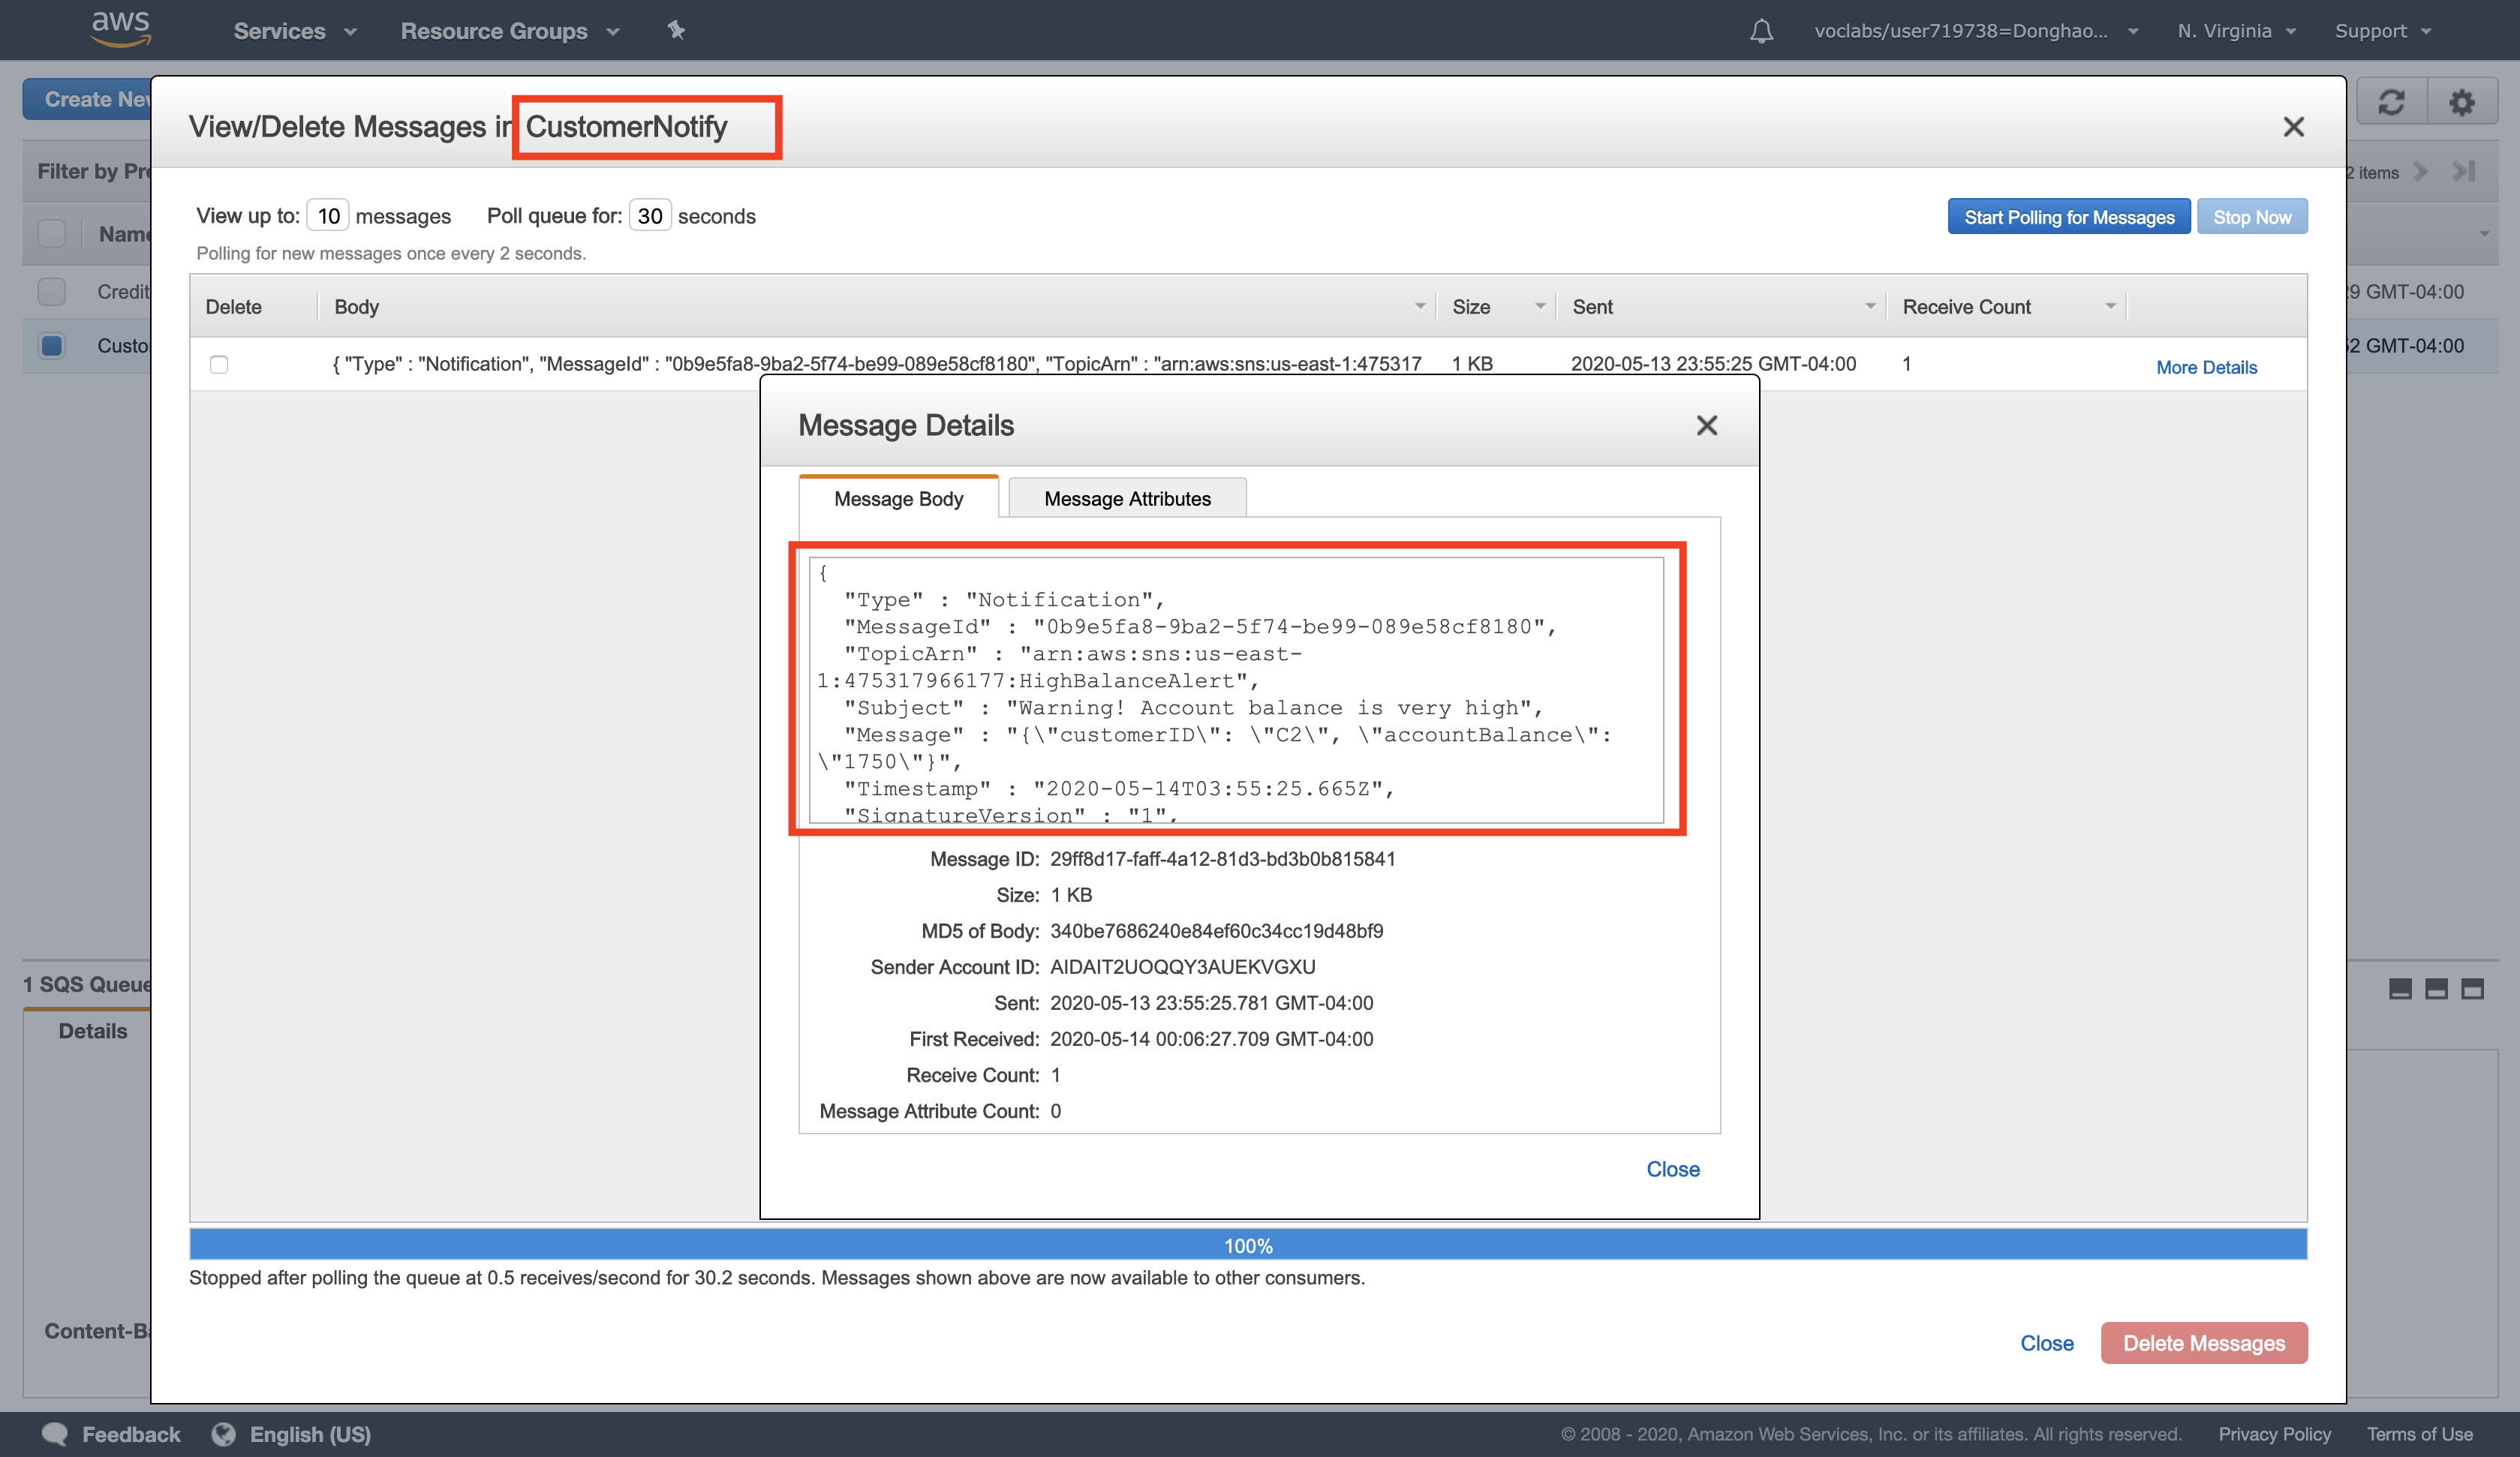 aws Services Resource Groups voclabs/user719738=Donghao... N. Virginia Support
Create Nev
View/Delete Messages in CustomerNotify
Filter by Pre
2 items
View up to: 10 messages Poll queue for: 30 seconds
Start Polling for Messages Stop Now
Name
Polling for new messages once every 2 seconds.
Delete Body Size Sent Receive Count
Credit
29 GMT-04:00
Custo
52 GMT-04:00
{ "Type" : "Notification", "MessageId" : "0b9e5fa8-9ba2-5f74-be99-089e58cf8180", "TopicArn" : "arn:aws:sns:us-east-1:475317 1 KB 2020-05-13 23:55:25 GMT-04:00 1 More Details
Message Details
Message Body Message Attributes
{
"Type" : "Notification",
"MessageId" : "0b9e5fa8-9ba2-5f74-be99-089e58cf8180",
"TopicArn" : "arn:aws:sns:us-east-
1:475317966177:HighBalanceAlert",
"Subject" : "Warning! Account balance is very high",
"Message" : "{\"customerID\": \"C2\", \"accountBalance\":
\"1750\"}",
"Timestamp" : "2020-05-14T03:55:25.665Z",
"SignatureVersion" : "1",
Message ID: 29ff8d17-faff-4a12-81d3-bd3b0b815841
Size: 1 KB
MD5 of Body: 340be7686240e84ef60c34cc19d48bf9
Sender Account ID: AIDAIT2UOQQY3AUEKVGXU
Sent: 2020-05-13 23:55:25.781 GMT-04:00
First Received: 2020-05-14 00:06:27.709 GMT-04:00
Receive Count: 1
Message Attribute Count: 0
Close
1 SQS Queue
Details
100%
Stopped after polling the queue at 0.5 receives/second for 30.2 seconds. Messages shown above are now available to other consumers.
Content-Ba
Close Delete Messages
Feedback English (US) © 2008 - 2020, Amazon Web Services, Inc. or its affiliates. All rights reserved. Privacy Policy Terms of Use